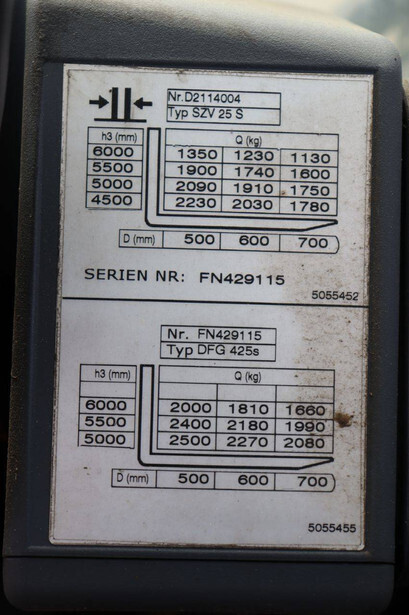 Nr. D2114004
Typ SZV 25 S
h3 (mm) Q (kg)
6000 1350 1230 1130
5500 1900 1740 1600
5000 2090 1910 1750
4500 2230 2030 1780
D (mm) 500 600 700
SERIEN NR: FN429115
5055452
Nr. FN429115
Typ DFG 425s
h3 (mm) Q (kg)
6000 2000 1810 1660
5500 2400 2180 1990
5000 2500 2270 2080
D (mm) 500 600 700
5055455